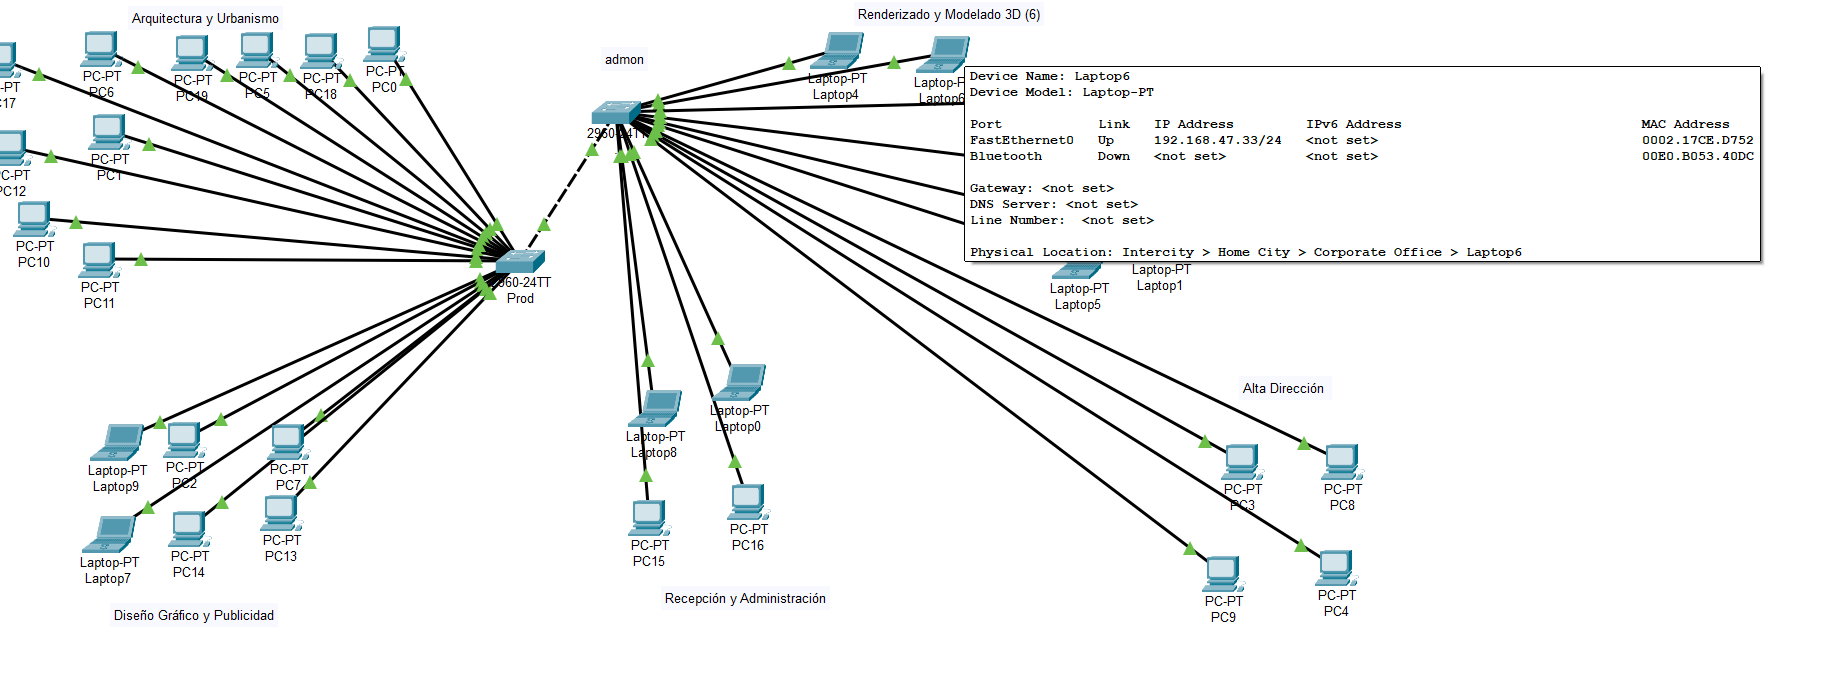 Arquitectura y Urbanismo
Renderizado y Modelado 3D (6)
admon
PC-PT
PC6
PC-PT
PC19
PC-PT
PC5
PC-PT
PC18
PC-PT
PC0
-PT
C17
PC-PT
PC1
C-PT
PC12
PC-PT
PC10
PC-PT
PC11
2960-24TT
2960-24TT
Prod
Laptop-PT
Laptop4
Laptop-P
Laptop6
Device Name: Laptop6
Device Model: Laptop-PT
Port Link IP Address IPv6 Address MAC Address
FastEthernet0 Up 192.168.47.33/24 <not set> 0002.17CE.D752
Bluetooth Down <not set> <not set> 00E0.B053.40DC
Gateway: <not set>
DNS Server: <not set>
Line Number: <not set>
Physical Location: Intercity > Home City > Corporate Office > Laptop6
Laptop-PT
Laptop5
Laptop-PT
Laptop1
Alta Dirección
Laptop-PT
Laptop8
Laptop-PT
Laptop0
Laptop-PT
Laptop9
PC-PT
PC2
PC-PT
PC7
PC-PT
PC3
PC-PT
PC8
Laptop-PT
Laptop7
PC-PT
PC14
PC-PT
PC13
PC-PT
PC15
PC-PT
PC16
PC-PT
PC9
PC-PT
PC4
Recepción y Administración
Diseño Gráfico y Publicidad